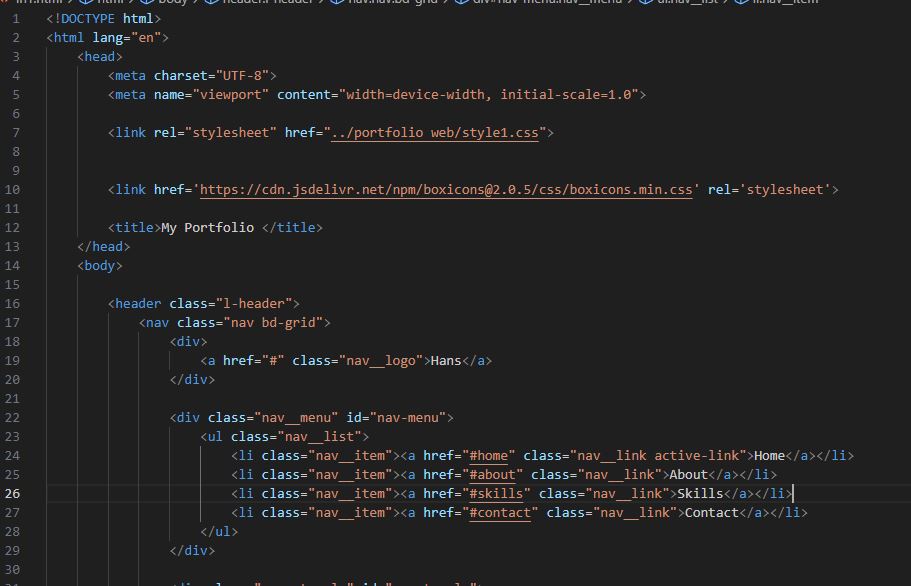 html > body > header.l-header > nav.nav.bd-grid > div#nav-menu.nav__menu > ul.nav__list > li.nav__item
1 <!DOCTYPE html>
2 <html lang="en">
3 <head>
4 <meta charset="UTF-8">
5 <meta name="viewport" content="width=device-width, initial-scale=1.0">
6
7 <link rel="stylesheet" href="../portfolio web/style1.css">
8
9
10 <link href='https://cdn.jsdelivr.net/npm/boxicons@2.0.5/css/boxicons.min.css' rel='stylesheet'>
11
12 <title>My Portfolio </title>
13 </head>
14 <body>
15
16 <header class="l-header">
17 <nav class="nav bd-grid">
18 <div>
19 <a href="#" class="nav__logo">Hans</a>
20 </div>
21
22 <div class="nav__menu" id="nav-menu">
23 <ul class="nav__list">
24 <li class="nav__item"><a href="#home" class="nav__link active-link">Home</a></li>
25 <li class="nav__item"><a href="#about" class="nav__link">About</a></li>
26 <li class="nav__item"><a href="#skills" class="nav__link">Skills</a></li>
27 <li class="nav__item"><a href="#contact" class="nav__link">Contact</a></li>
28 </ul>
29 </div>
30